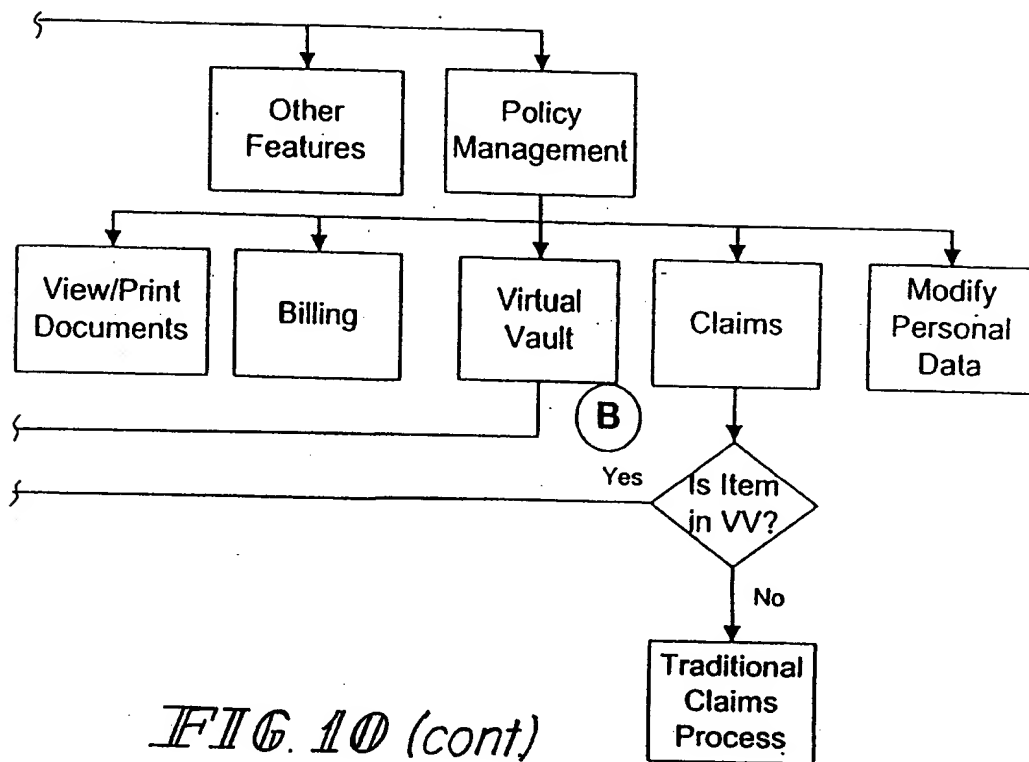 Other
Features
Policy
Management
View/Print
Documents
Billing
Virtual
Vault
Claims
Modify
Personal
Data
B
Yes
Is Item
in VV?
No
Traditional
Claims
Process
FIG. 10 (cont)